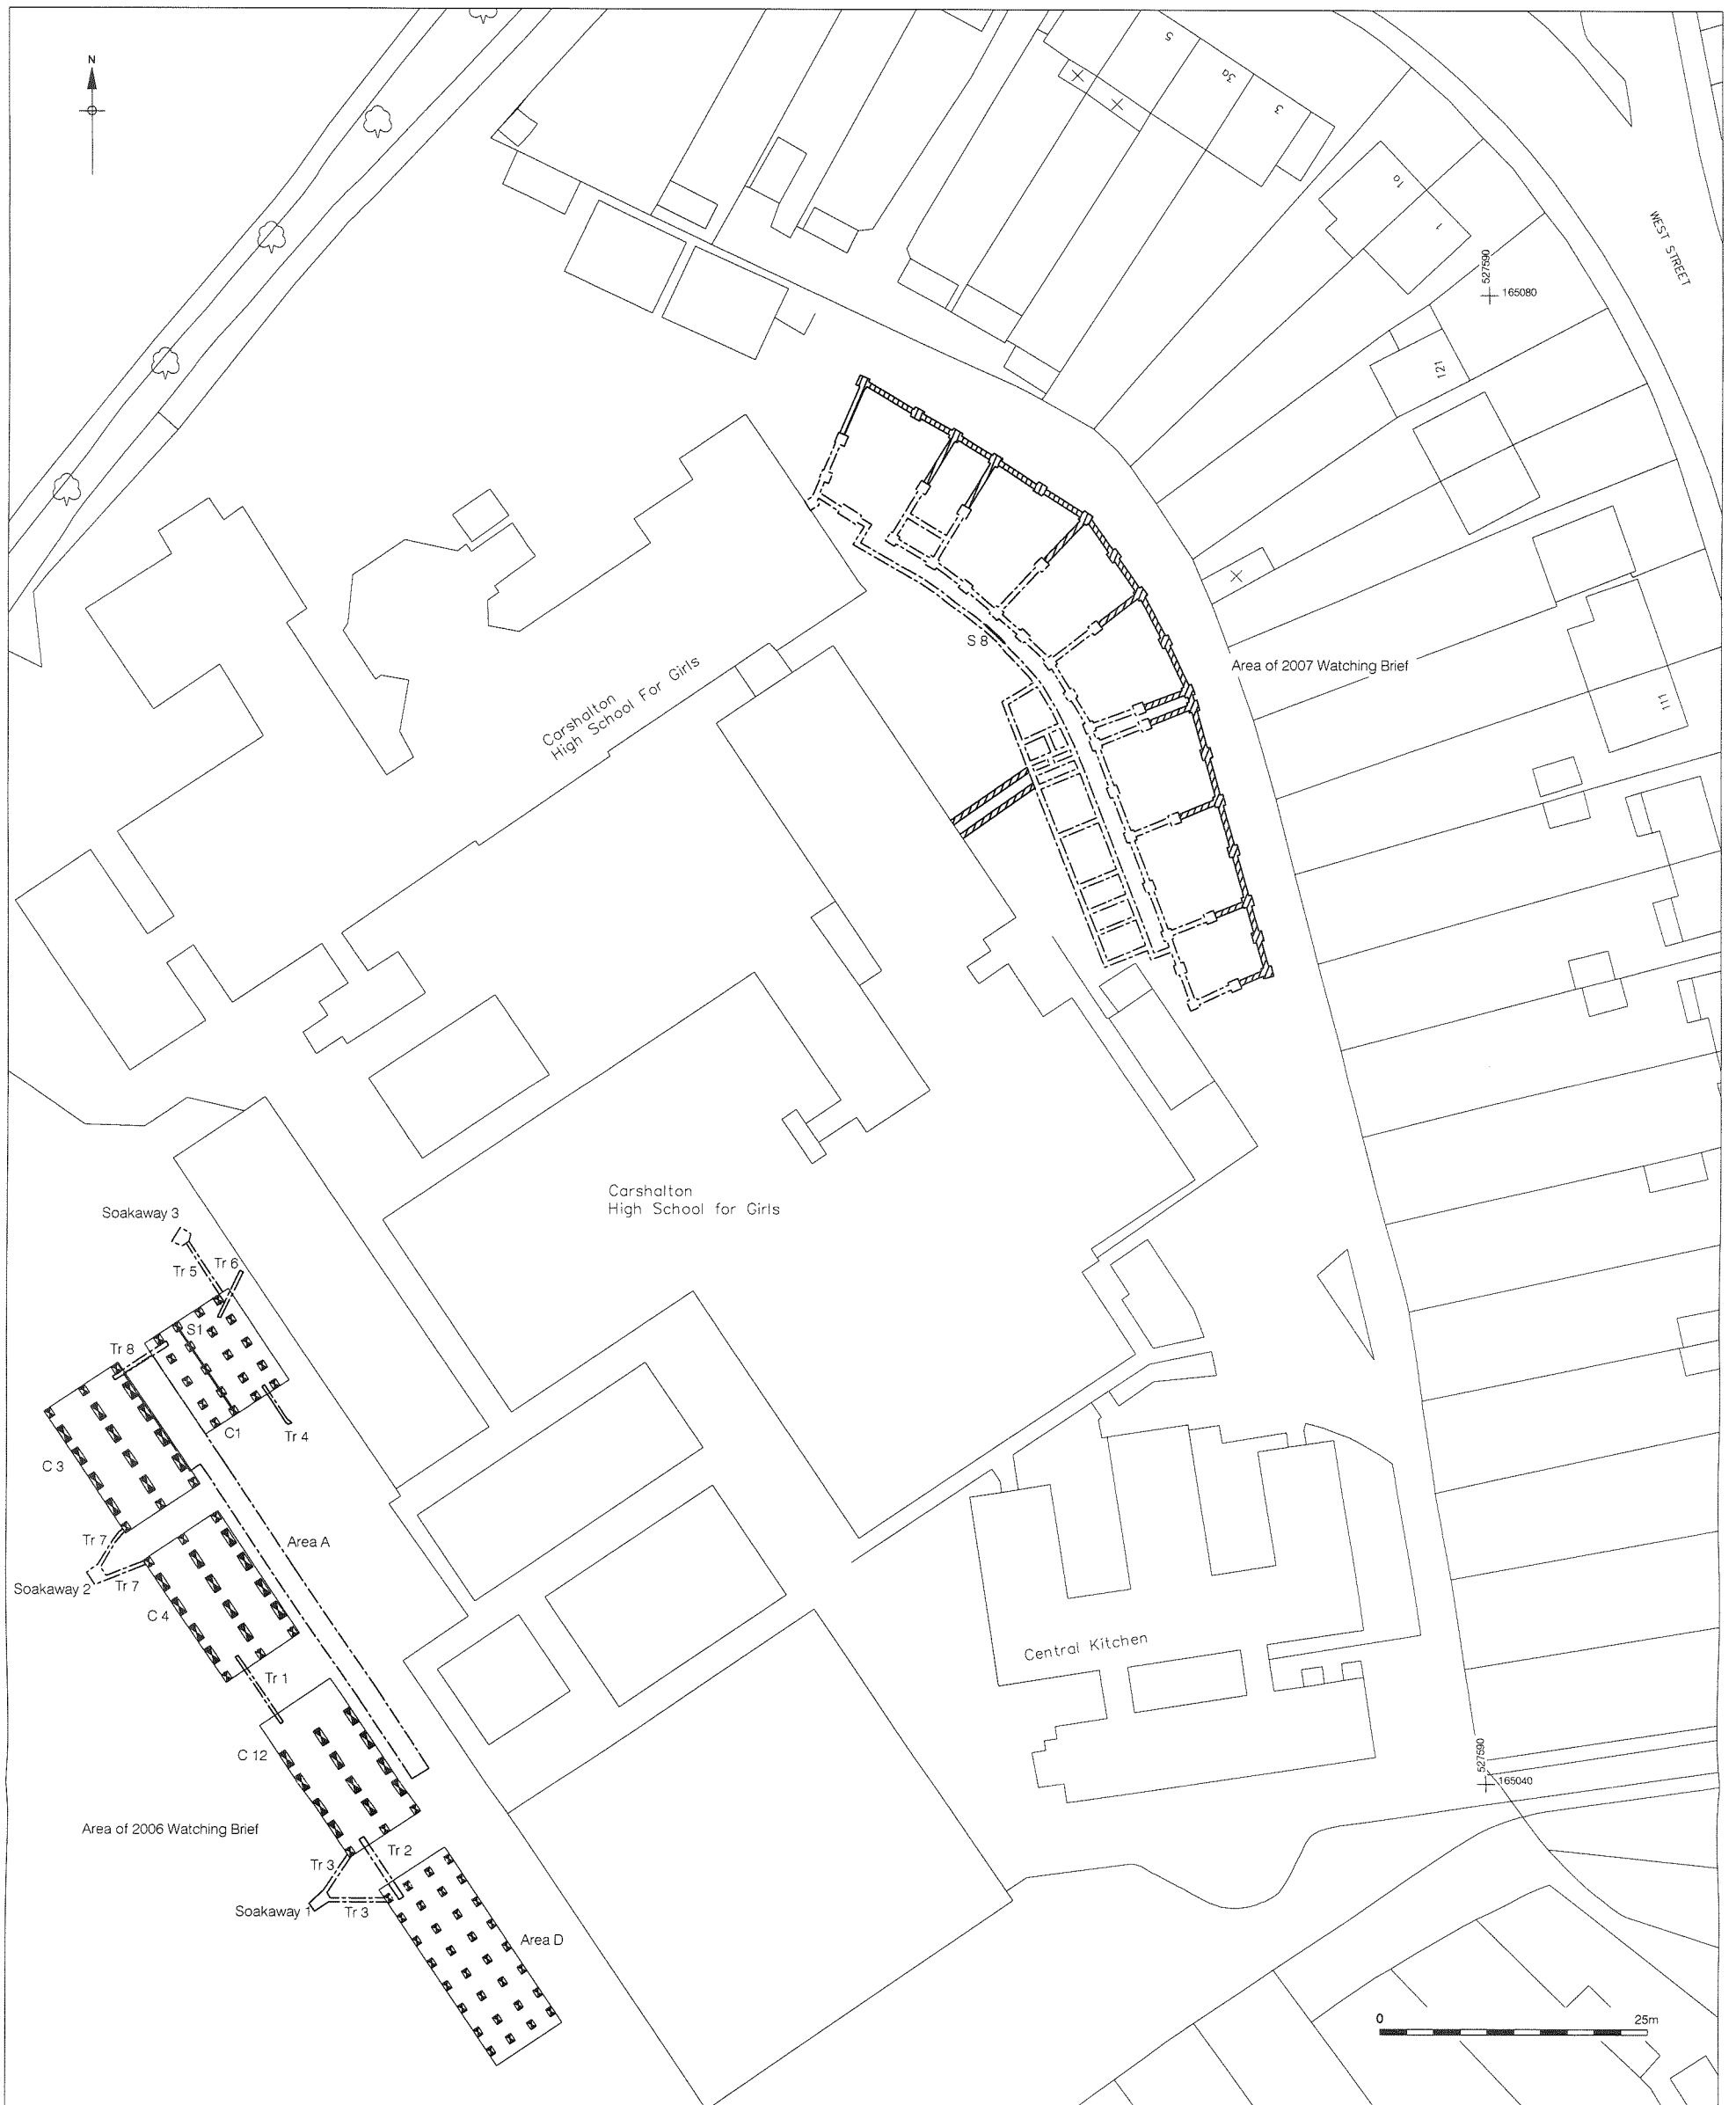 N
5
3a
3
1a
1
WEST STREET
527590
165080
121
S 8
Area of 2007 Watching Brief
111
Carshalton
High School For Girls
Carshalton
High School for Girls
Soakaway 3
Tr 5
Tr 6
S1
Tr 8
C1
Tr 4
C 3
Area A
Tr 7
Soakaway 2
Tr 7
C 4
Central Kitchen
Tr 1
C 12
527590
165040
Area of 2006 Watching Brief
Tr 2
Tr 3
Soakaway 1
Tr 3
Area D
0
25m